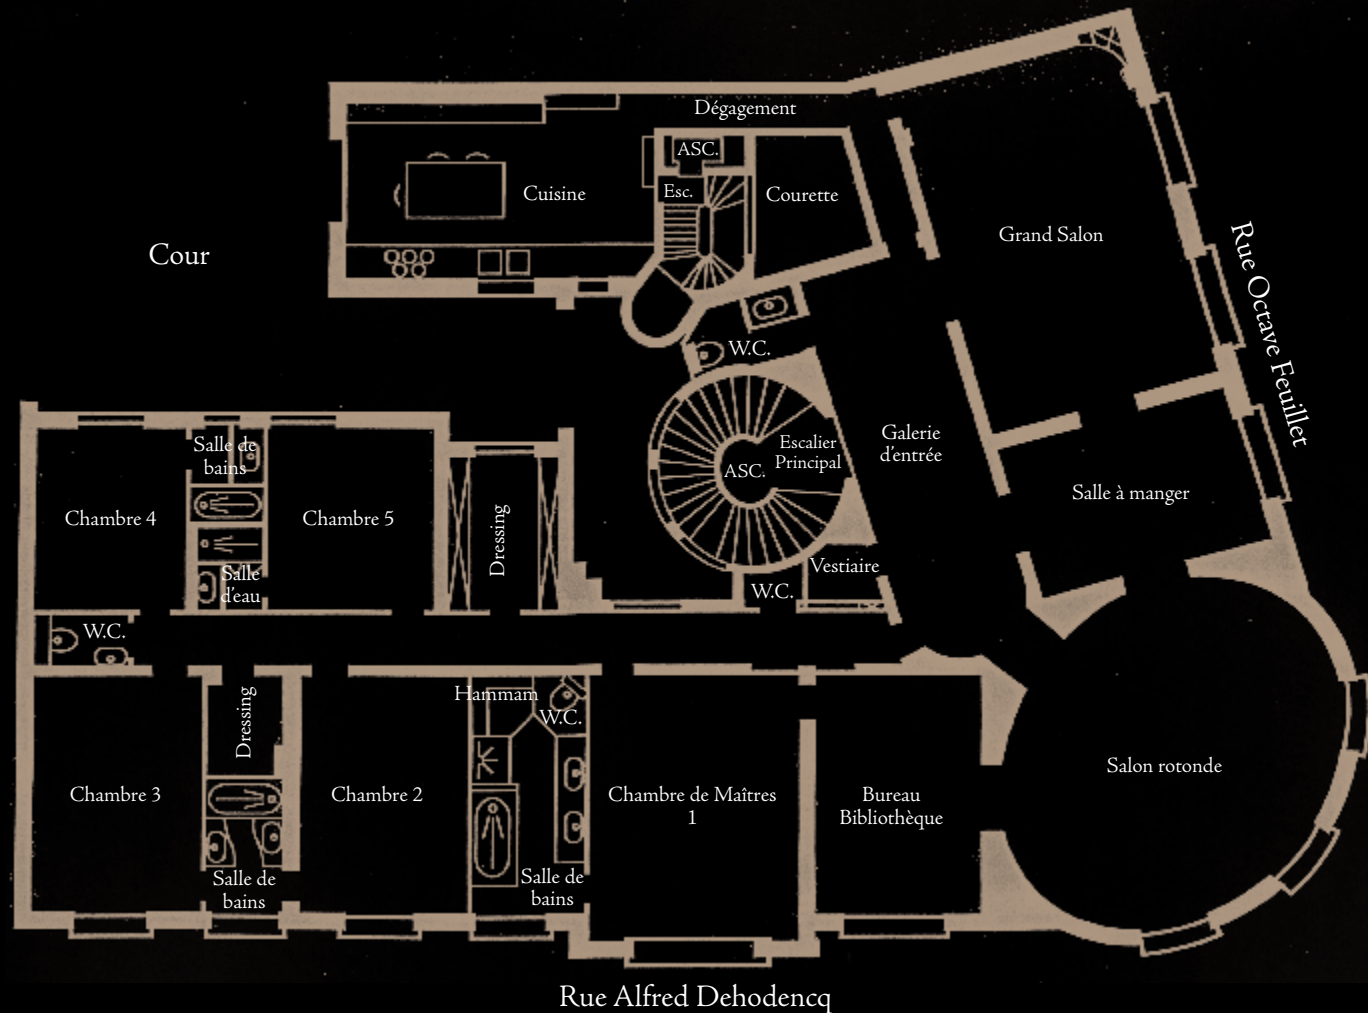 Dégagement
ASC.
Esc.
Cuisine
Courette
Cour
Grand Salon
Rue Octave Feuillet
W.C.
Escalier
Principal
ASC.
Galerie
d'entrée
Salle à manger
Salle de
bains
Chambre 4
Chambre 5
Dressing
Vestiaire
Salle
d'eau
W.C.
W.C.
Hammam
W.C.
Dressing
Salon rotonde
Chambre 3
Chambre 2
Chambre de Maîtres
1
Bureau
Bibliothèque
Salle de
bains
Salle de
bains
Rue Alfred Dehodencq